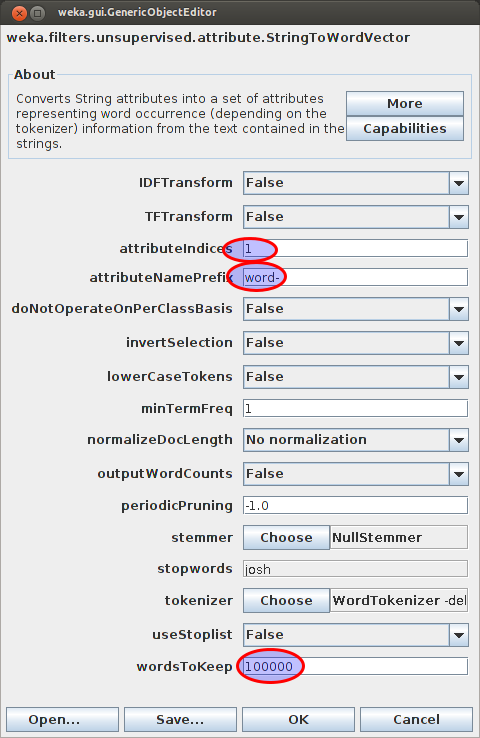 weka.gui.GenericObjectEditor
weka.filters.unsupervised.attribute.StringToWordVector
About
Converts String attributes into a set of attributes
representing word occurrence (depending on the
tokenizer) information from the text contained in the
strings.
More
Capabilities
IDFTransform False
TFTransform False
attributeIndices 1
attributeNamePrefix word-
doNotOperateOnPerClassBasis False
invertSelection False
lowerCaseTokens False
minTermFreq 1
normalizeDocLength No normalization
outputWordCounts False
periodicPruning -1.0
stemmer Choose NullStemmer
stopwords josh
tokenizer Choose WordTokenizer -del
useStoplist False
wordsToKeep 100000
Open... Save... OK Cancel